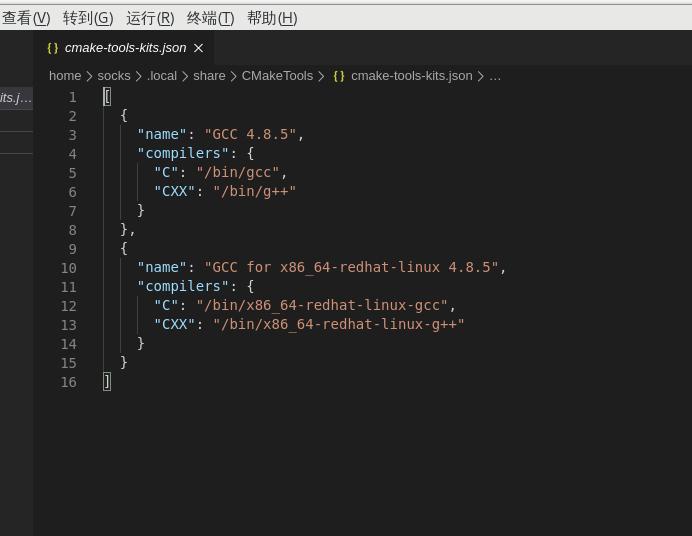 查看(V) 转到(G) 运行(R) 终端(T) 帮助(H)
{} cmake-tools-kits.json ×
home > socks > .local > share > CMakeTools > {} cmake-tools-kits.json > ...
its.j...
1 [
2 {
3 "name": "GCC 4.8.5",
4 "compilers": {
5 "C": "/bin/gcc",
6 "CXX": "/bin/g++"
7 }
8 },
9 {
10 "name": "GCC for x86_64-redhat-linux 4.8.5",
11 "compilers": {
12 "C": "/bin/x86_64-redhat-linux-gcc",
13 "CXX": "/bin/x86_64-redhat-linux-g++"
14 }
15 }
16 ]